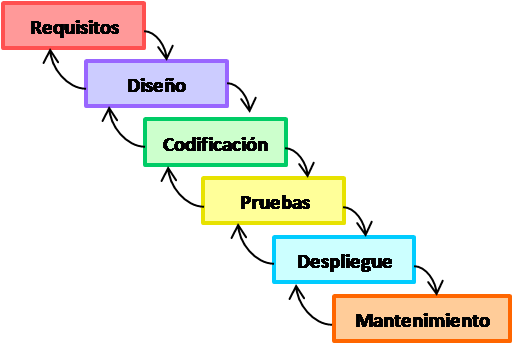 Requisitos
Diseño
Codificación
Pruebas
Despliegue
Mantenimiento